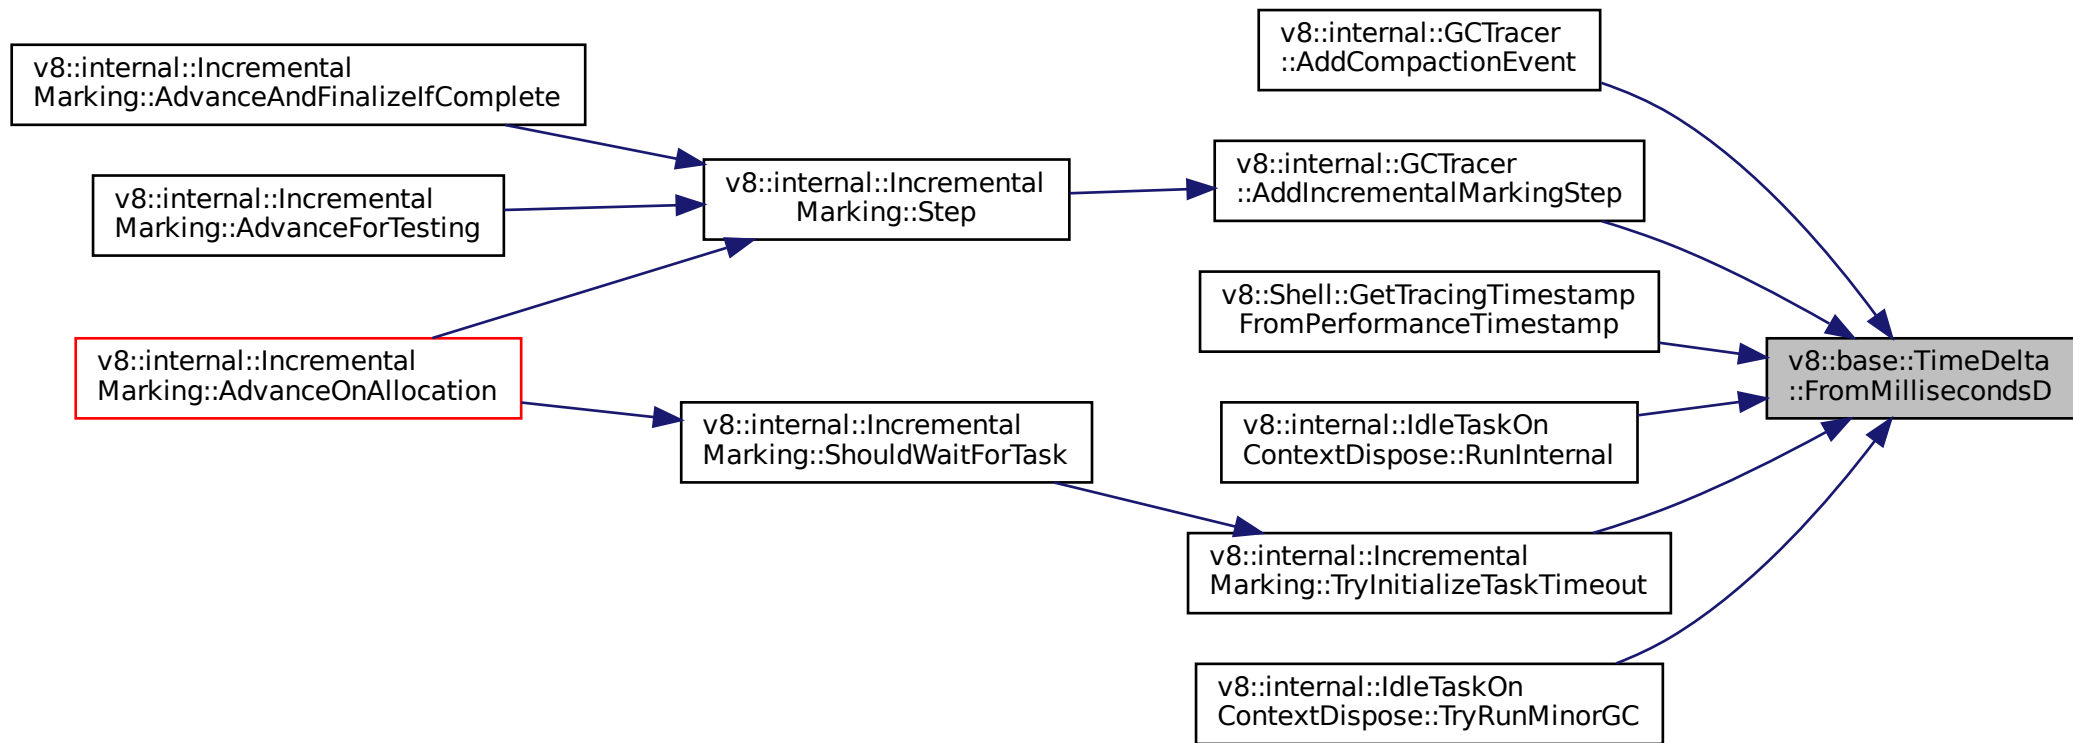 v8::internal::Incremental
Marking::AdvanceAndFinalizeIfComplete
v8::internal::Incremental
Marking::AdvanceForTesting
v8::internal::Incremental
Marking::AdvanceOnAllocation
v8::internal::Incremental
Marking::Step
v8::internal::Incremental
Marking::ShouldWaitForTask
v8::internal::GCTracer
::AddCompactionEvent
v8::internal::GCTracer
::AddIncrementalMarkingStep
v8::Shell::GetTracingTimestamp
FromPerformanceTimestamp
v8::internal::IdleTaskOn
ContextDispose::RunInternal
v8::internal::Incremental
Marking::TryInitializeTaskTimeout
v8::internal::IdleTaskOn
ContextDispose::TryRunMinorGC
v8::base::TimeDelta
::FromMillisecondsD